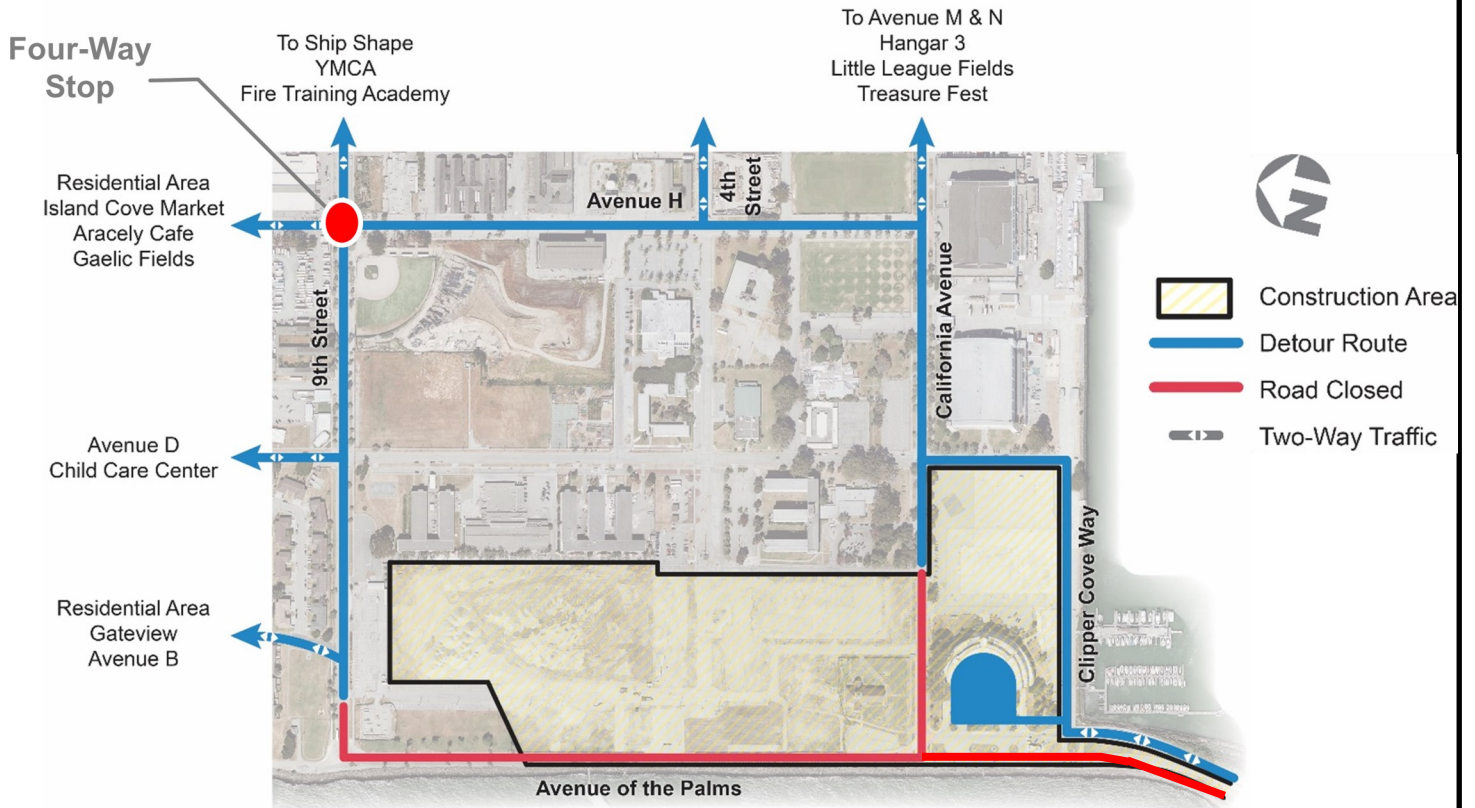 Four-Way
Stop
To Ship Shape
YMCA
Fire Training Academy
To Avenue M & N
Hangar 3
Little League Fields
Treasure Fest
Residential Area
Island Cove Market
Aracely Cafe
Gaelic Fields
Avenue H
4th
Street
N
9th Street
California Avenue
Construction Area
Detour Route
Road Closed
Two-Way Traffic
Avenue D
Child Care Center
Clipper Cove Way
Residential Area
Gateview
Avenue B
Avenue of the Palms